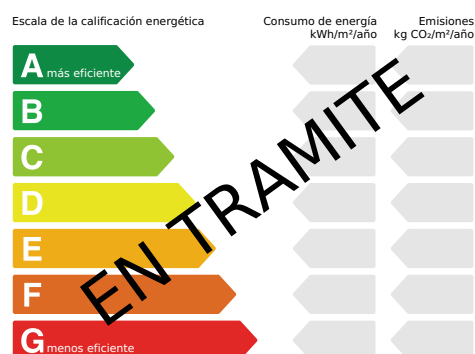 Escala de la calificación energética
Consumo de energía
kWh/m²/año
Emisiones
kg CO₂/m²/año
A más eficiente
B
C
D
E
F
G menos eficiente
EN TRAMITE